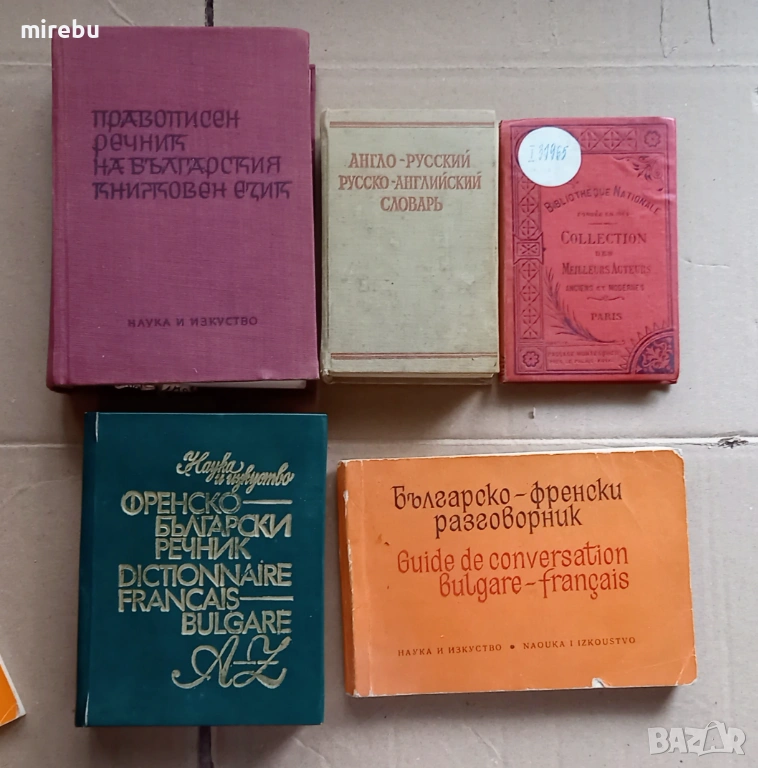 mirebu
ПРАВОПИСЕН
РЕЧНИК
НА БЪЛГАРСКИЯ
КНИЖОВЕН ЕЗИК
НАУКА И ИЗКУСТВО
АНГЛО-РУССКИЙ
РУССКО-АНГЛИЙСКИЙ
СЛОВАРЬ
I 31965
BIBLIOTHEQUE NATIONALE
COLLECTION
DES
MEILLEURS AUTEURS
ANCIENS ET MODERNES
PARIS
Наука
и изкуство
ФРЕНСКО-
БЪЛГАРСКИ
РЕЧНИК
DICTIONNAIRE
FRANÇAIS-
BULGARE
A-Z
Българско-френски
разговорник
Guide de conversation
bulgare-français
НАУКА И ИЗКУСТВО • NAOUKA I IZKOUSTVO
BAZAR